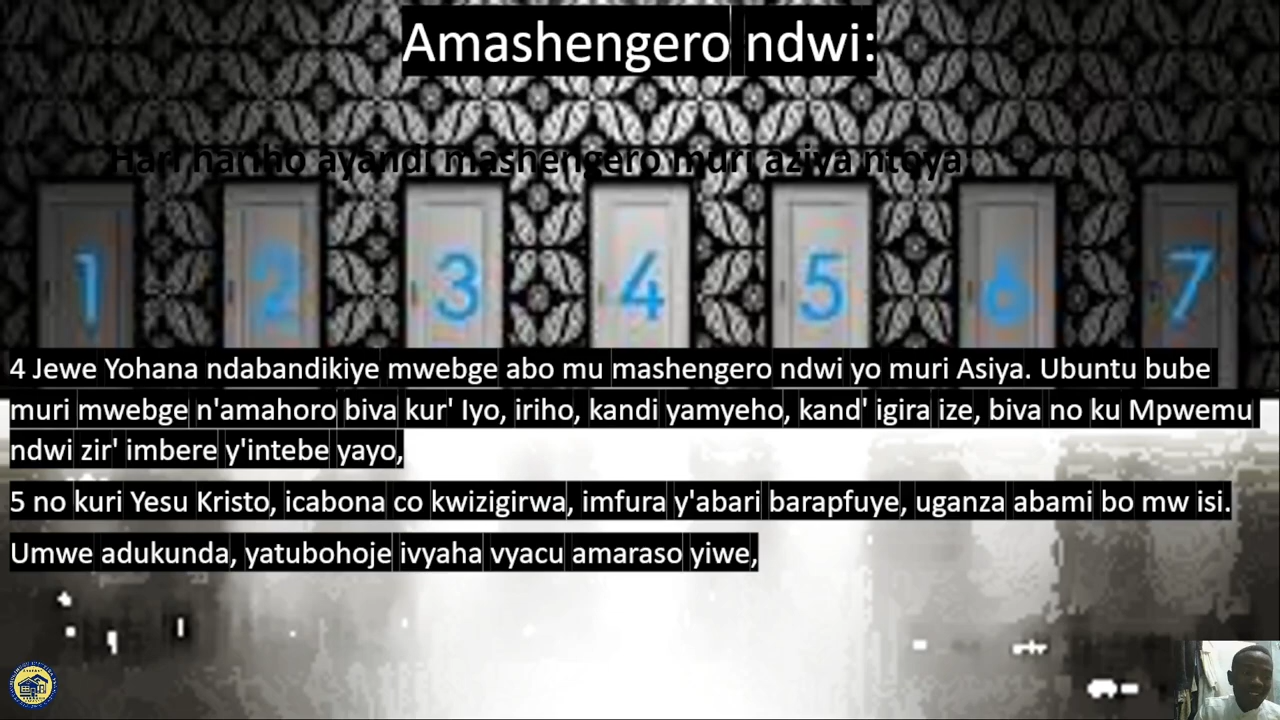 Amashengero ndwi:
Hari hariho ayandi mashengero muri aziya ntoya
1 2 3 4 5 6 7
4 Jewe Yohana ndabandikiye mwebge abo mu mashengero ndwi yo muri Asiya. Ubuntu bube
muri mwebge n'amahoro biva kur' Iyo, iriho, kandi yamyeho, kand' igira ize, biva no ku Mpwemu
ndwi zir' imbere y'intebe yayo,
5 no kuri Yesu Kristo, icabona co kwizigirwa, imfura y'abari barapfuye, uganza abami bo mw isi.
Umwe adukunda, yatubohoje ivyaha vyacu amaraso yiwe,